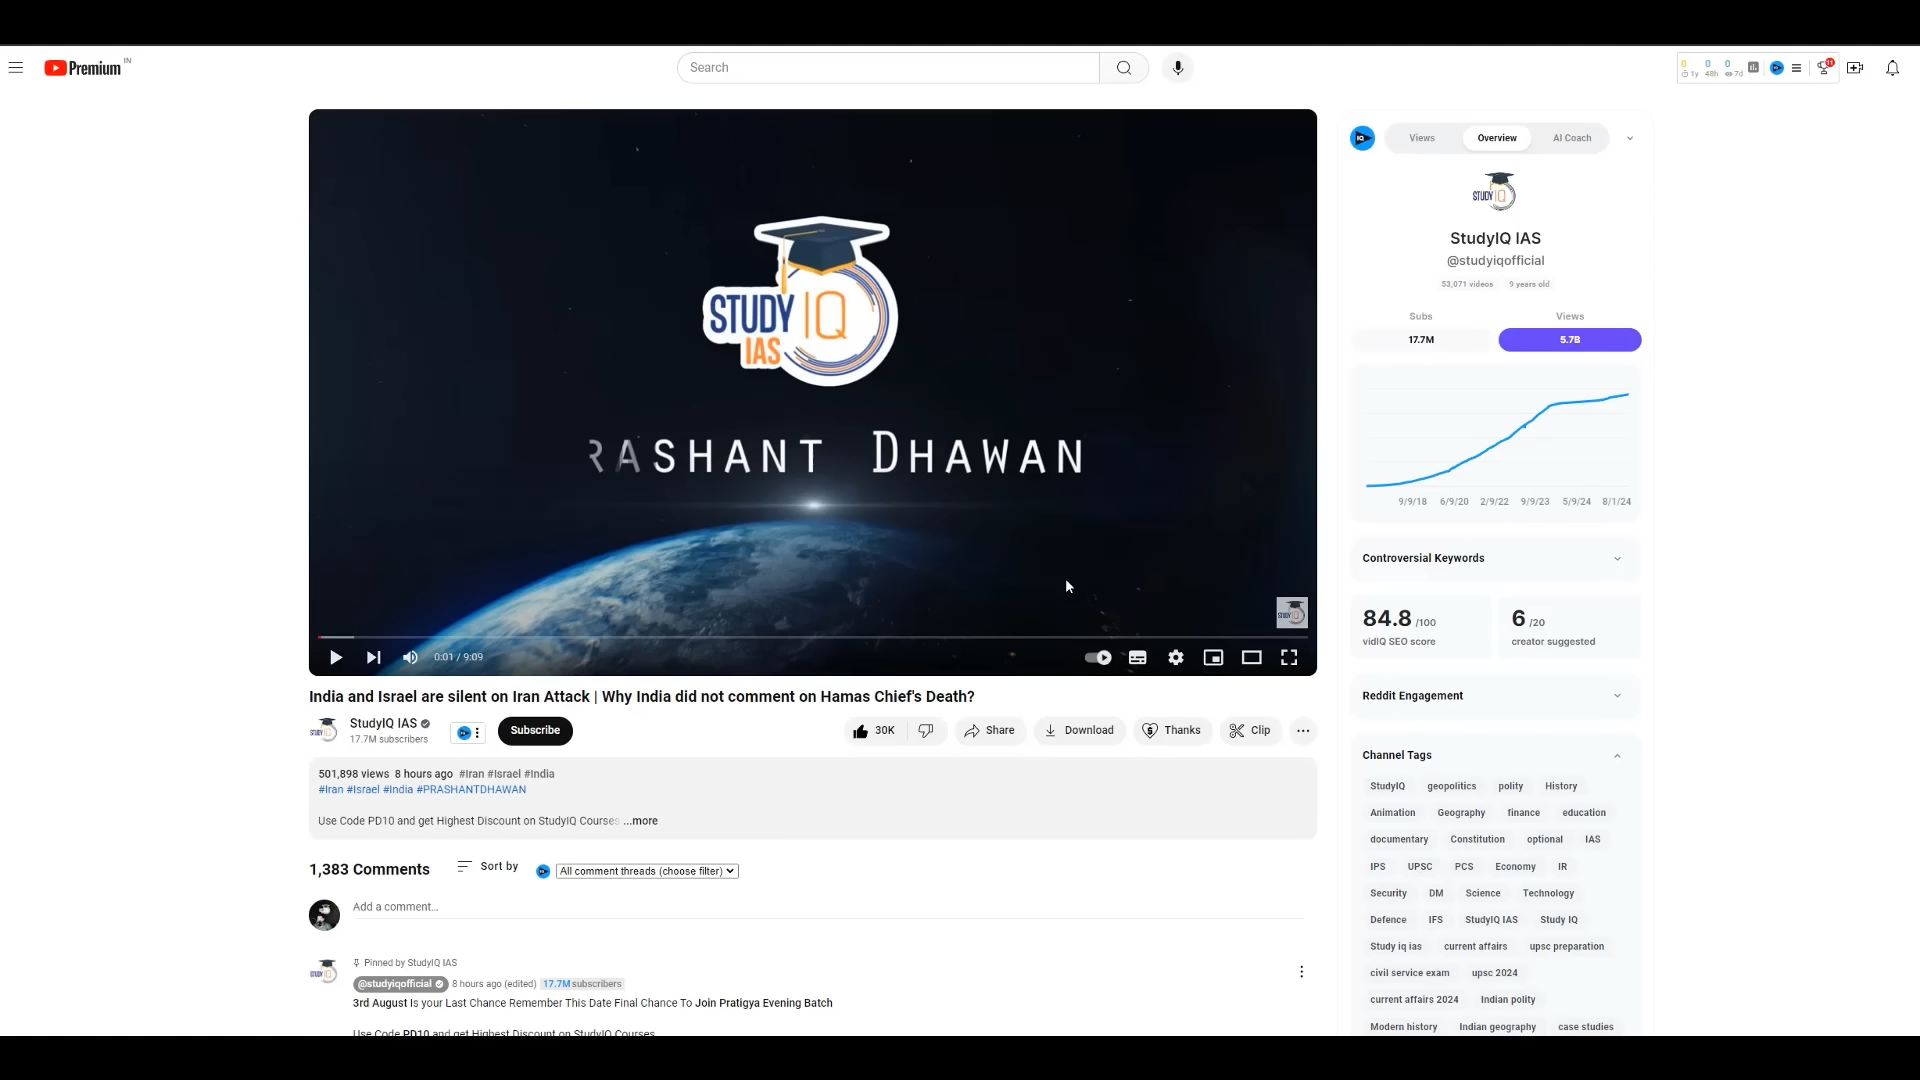 Premium IN
Search
0 0 0
1y 48h 7d
11
STUDY IQ
IAS
RASHANT DHAWAN
0:01 / 9:09
India and Israel are silent on Iran Attack | Why India did not comment on Hamas Chief's Death?
StudyIQ IAS
17.7M subscribers
Subscribe
30K
Share
Download
Thanks
Clip
501,898 views 8 hours ago #Iran #Israel #India
#Iran #Israel #India #PRASHANTDHAWAN
Use Code PD10 and get Highest Discount on StudyIQ Courses ...more
1,383 Comments
Sort by
All comment threads (choose filter)
Add a comment...
Pinned by StudyIQ IAS
@studyiqofficial 8 hours ago (edited) 17.7M subscribers
3rd August Is your Last Chance Remember This Date Final Chance To Join Pratigya Evening Batch
Use Code PD10 and get Highest Discount on StudyIQ Courses
Views Overview AI Coach
STUDY IQ
StudyIQ IAS
@studyiqofficial
53,071 videos 9 years old
Subs Views
17.7M 5.7B
9/9/18 6/9/20 2/9/22 9/9/23 5/9/24 8/1/24
Controversial Keywords
84.8 /100
vidIQ SEO score
6 /20
creator suggested
Reddit Engagement
Channel Tags
StudyIQ geopolitics polity History
Animation Geography finance education
documentary Constitution optional IAS
IPS UPSC PCS Economy IR
Security DM Science Technology
Defence IFS StudyIQ IAS Study IQ
Study iq ias current affairs upsc preparation
civil service exam upsc 2024
current affairs 2024 Indian polity
Modern history Indian geography case studies